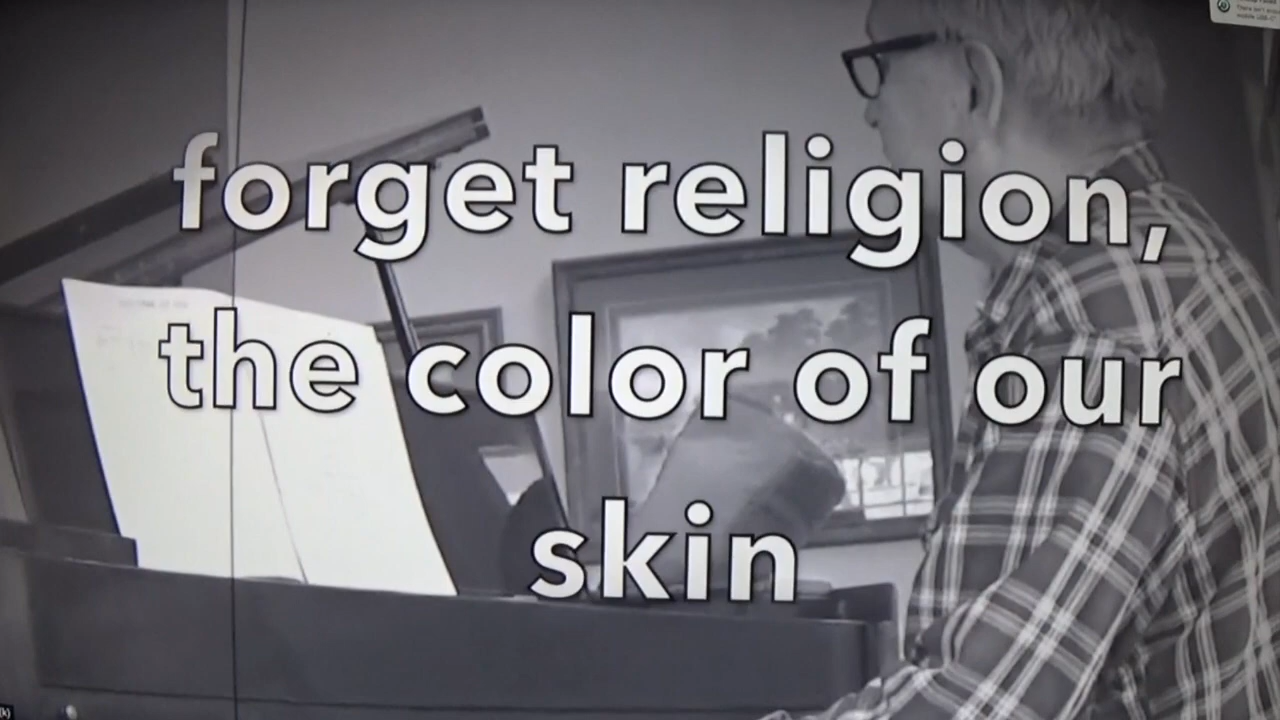 forget religion,
the color of our
skin